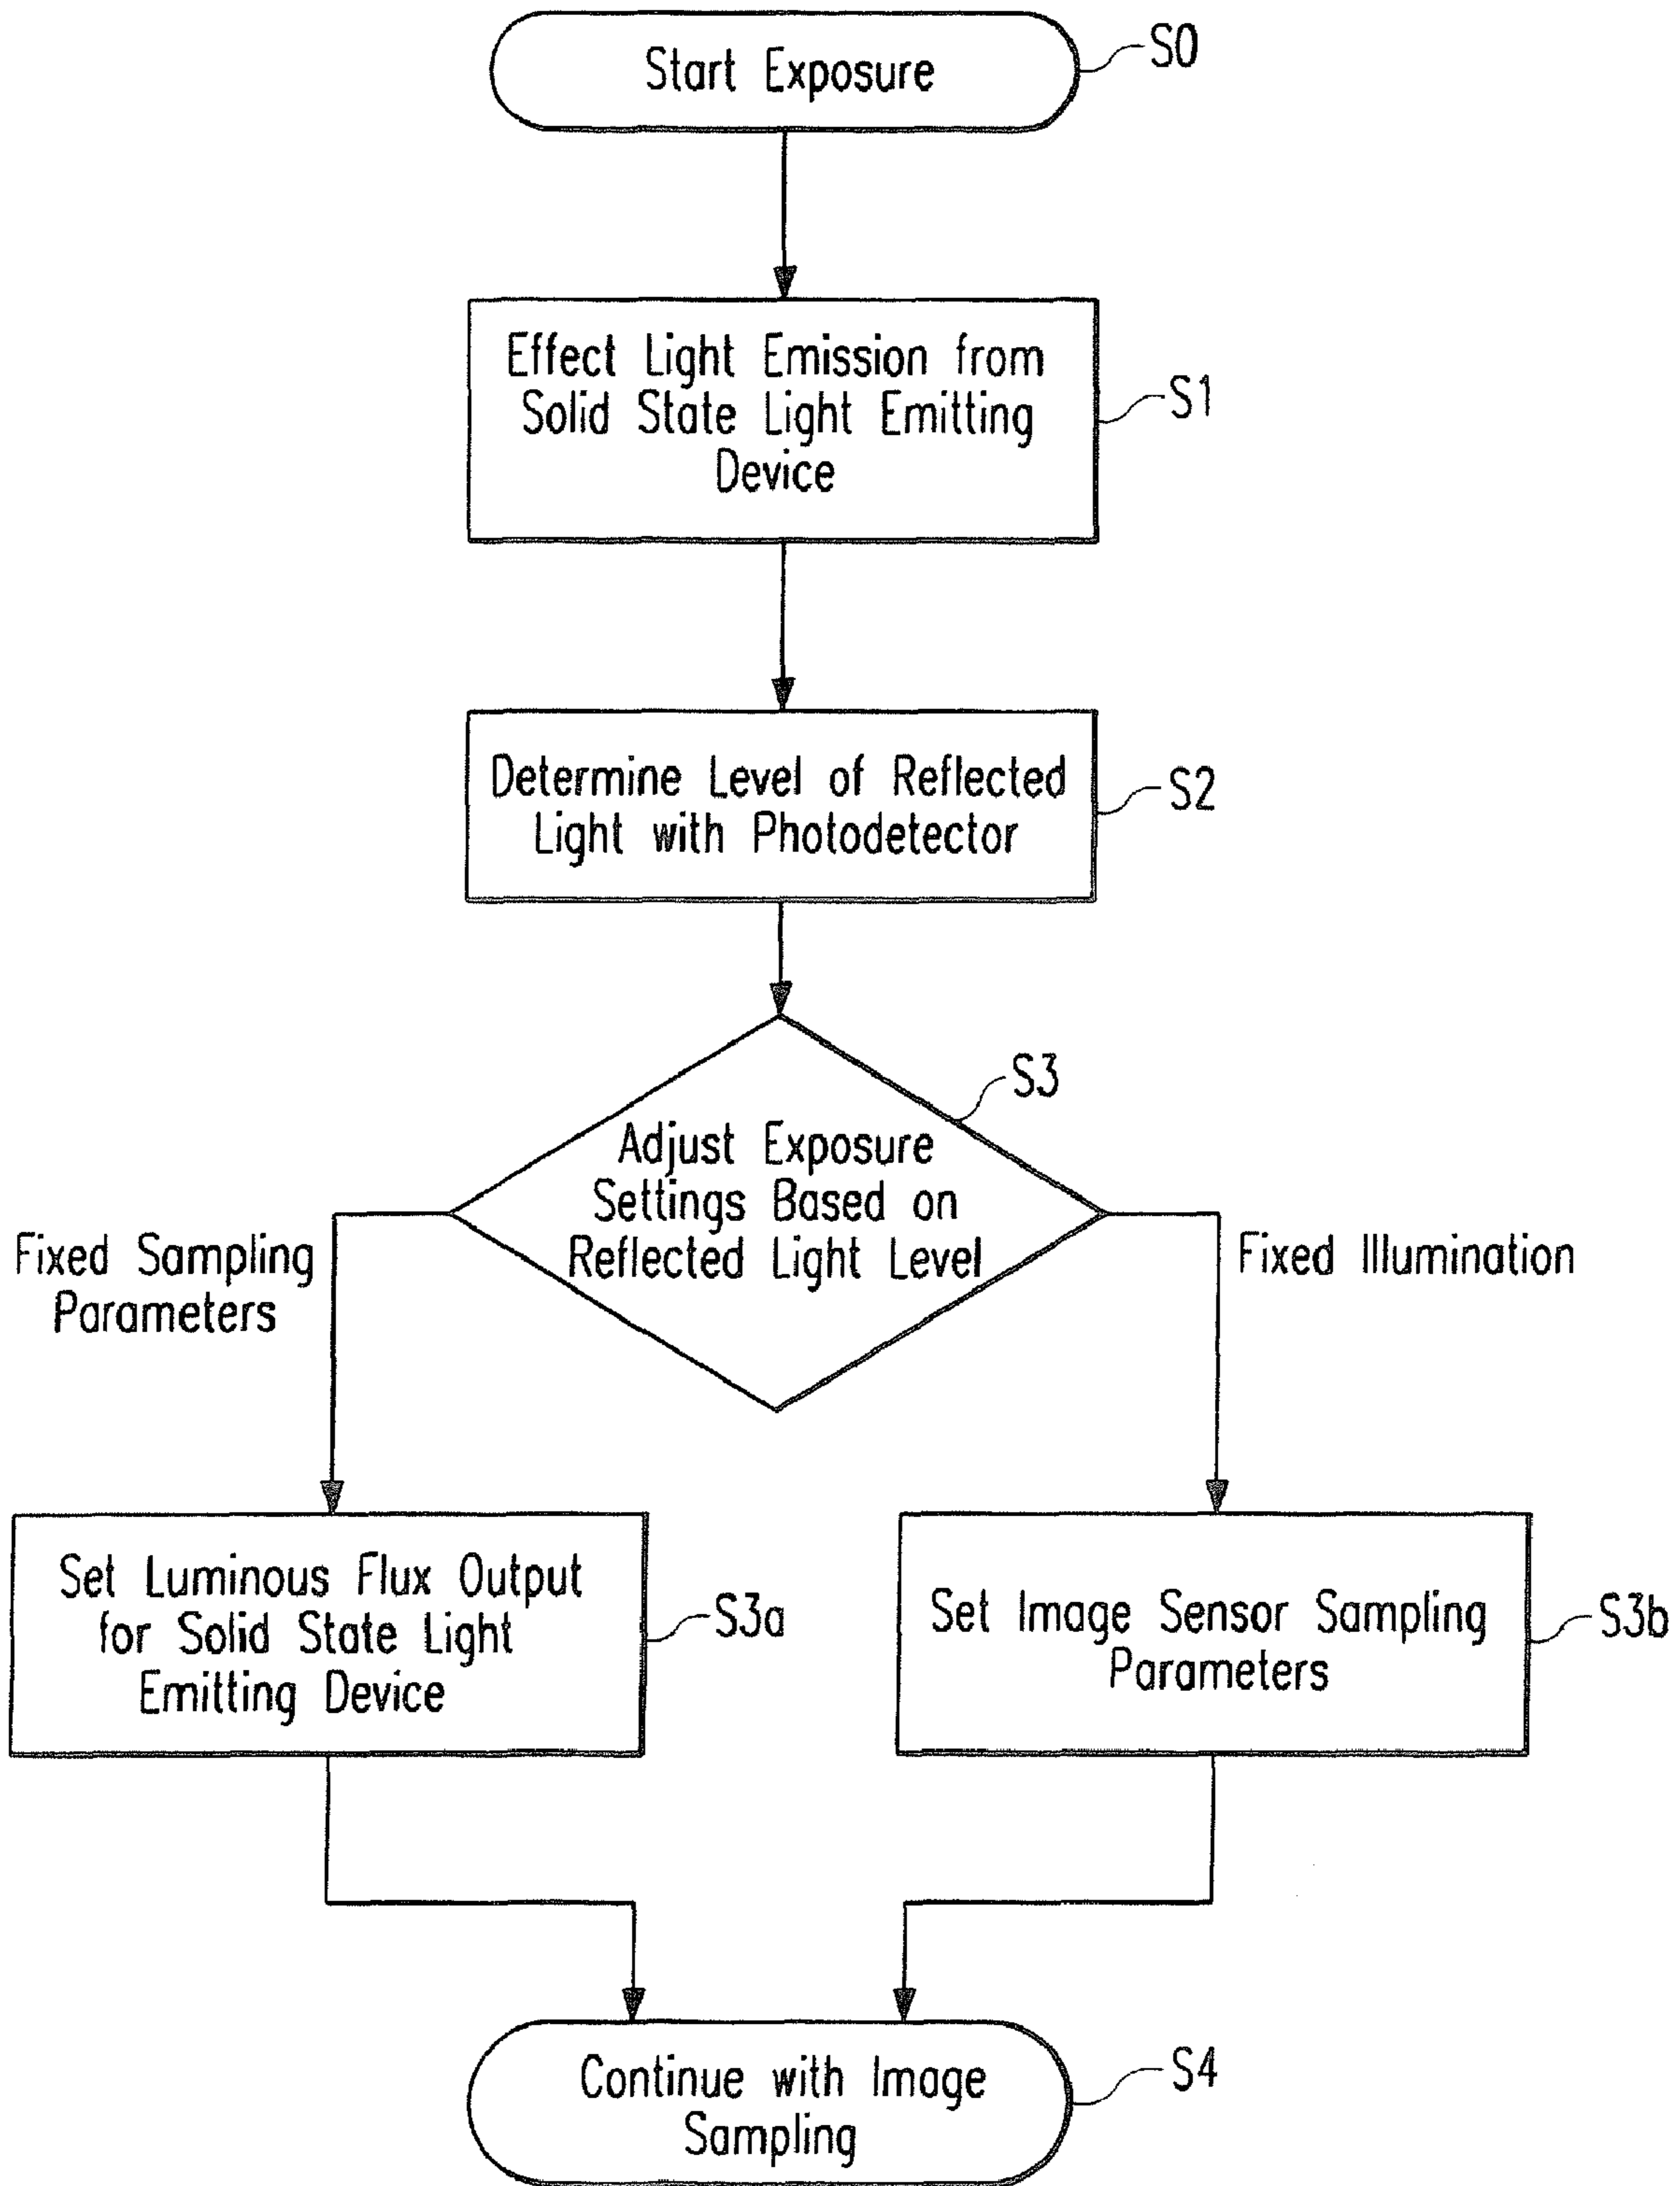 Start Exposure
S0
Effect Light Emission from
Solid State Light Emitting
Device
S1
Determine Level of Reflected
Light with Photodetector
S2
S3
Adjust Exposure
Settings Based on
Reflected Light Level
Fixed Sampling
Parameters
Fixed Illumination
Set Luminous Flux Output
for Solid State Light
Emitting Device
S3a
Set Image Sensor Sampling
Parameters
S3b
Continue with Image
Sampling
S4